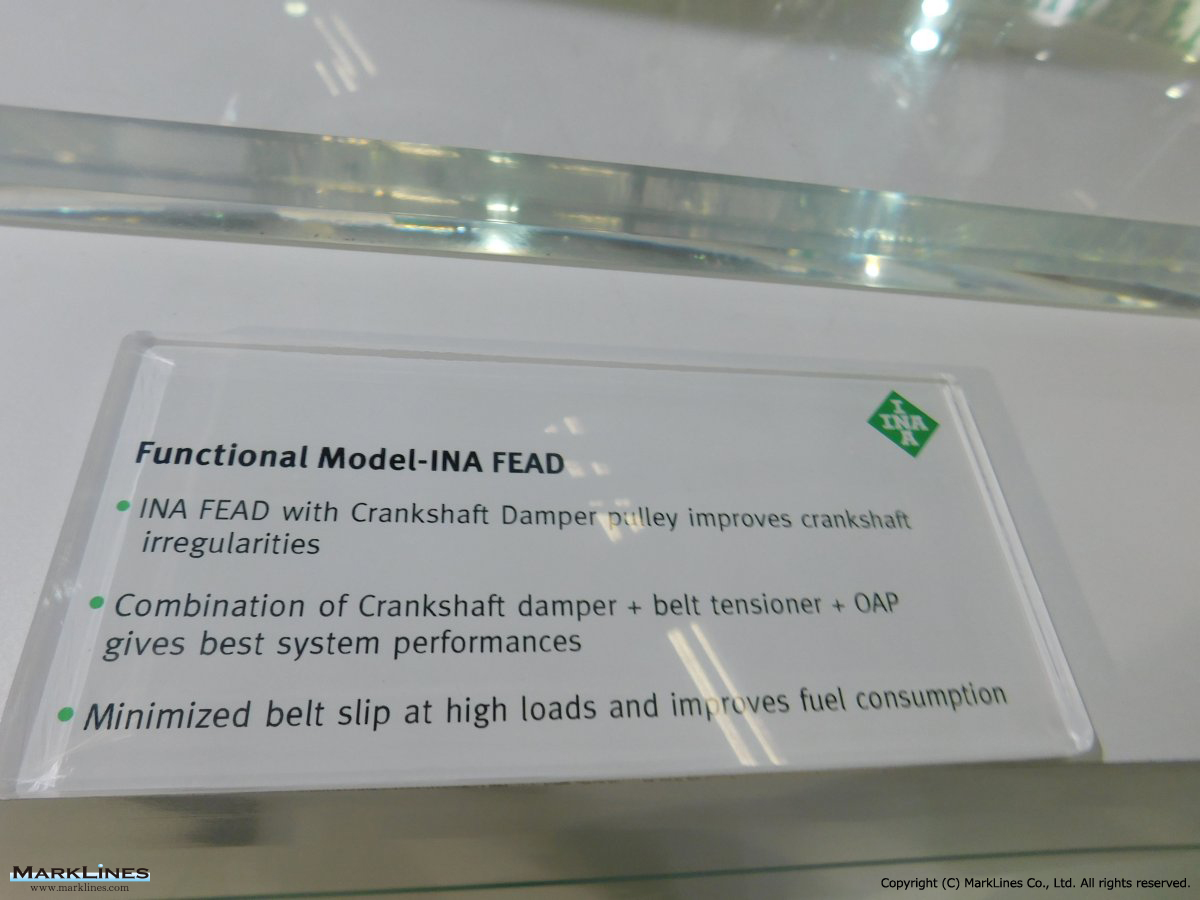 I
INA
A
Functional Model-INA FEAD
• INA FEAD with Crankshaft Damper pulley improves crankshaft
irregularities
• Combination of Crankshaft damper + belt tensioner + OAP
gives best system performances
• Minimized belt slip at high loads and improves fuel consumption
MARKLINES
www.marklines.com
Copyright (C) MarkLines Co., Ltd. All rights reserved.